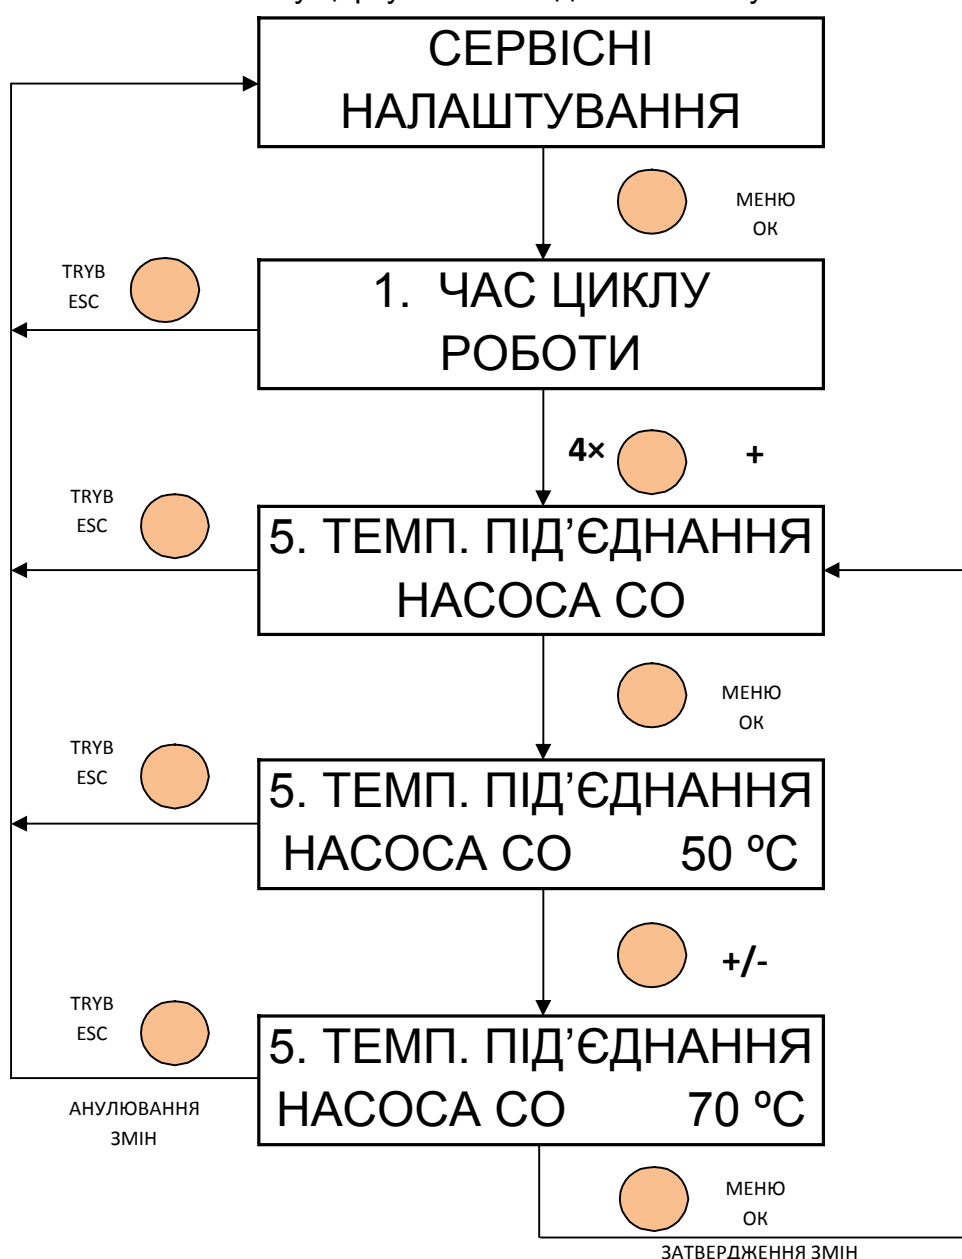 СЕРВІСНІ
НАЛАШТУВАННЯ
МЕНЮ
ОК
TRYB
ESC
1. ЧАС ЦИКЛУ
РОБОТИ
4× +
TRYB
ESC
5. ТЕМП. ПІД’ЄДНАННЯ
НАСОСА СО
МЕНЮ
ОК
TRYB
ESC
5. ТЕМП. ПІД’ЄДНАННЯ
НАСОСА СО 50 ºС
+/-
TRYB
ESC
5. ТЕМП. ПІД’ЄДНАННЯ
НАСОСА СО 70 ºС
АНУЛЮВАННЯ
ЗМІН
МЕНЮ
ОК
ЗАТВЕРДЖЕННЯ ЗМІН